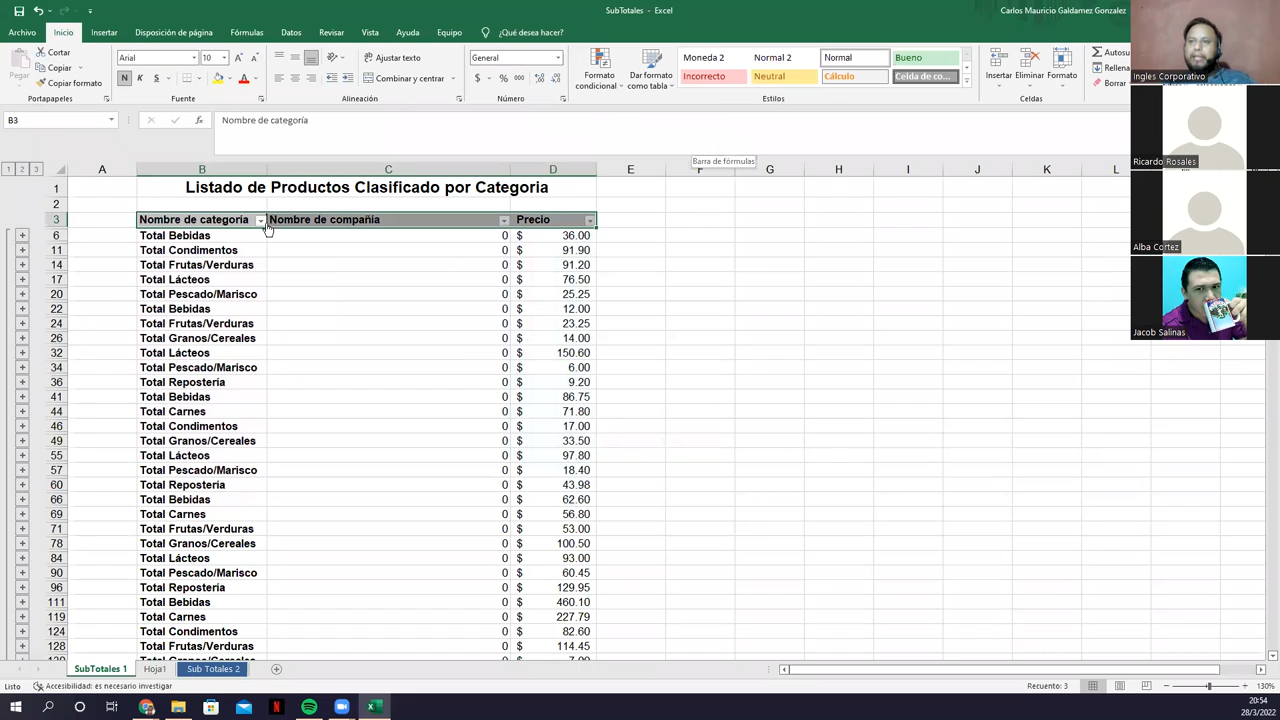 SubTotales - Excel
Carlos Mauricio Galdamez Gonzalez
Archivo Inicio Insertar Disposición de página Fórmulas Datos Revisar Vista Ayuda Equipo ¿Qué desea hacer?
Pegar
Cortar
Copiar
Copiar formato
Portapapeles
Arial 10
N K S
Fuente
Ajustar texto
Combinar y centrar
Alineación
General
$ % 000
Número
Formato condicional
Dar formato como tabla
Moneda 2 Normal 2 Normal Bueno
Incorrecto Neutral Cálculo Celda de co...
Estilos
Insertar Eliminar Formato
Celdas
Autosu
Rellena
Borrar
Ingles Corporativo
Ricardo Rosales
Alba Cortez
Jacob Salinas
B3 fx Nombre de categoría
Barra de fórmulas
1 2 3 A B C D E F G H I J K L
1 Listado de Productos Clasificado por Categoria
2
3 Nombre de categoría Nombre de compañía Precio
6 Total Bebidas 0 $ 36.00
11 Total Condimentos 0 $ 91.90
14 Total Frutas/Verduras 0 $ 91.20
17 Total Lácteos 0 $ 76.50
20 Total Pescado/Marisco 0 $ 25.25
22 Total Bebidas 0 $ 12.00
24 Total Frutas/Verduras 0 $ 23.25
26 Total Granos/Cereales 0 $ 14.00
32 Total Lácteos 0 $ 150.60
34 Total Pescado/Marisco 0 $ 6.00
36 Total Repostería 0 $ 9.20
41 Total Bebidas 0 $ 86.75
44 Total Carnes 0 $ 71.80
46 Total Condimentos 0 $ 17.00
49 Total Granos/Cereales 0 $ 33.50
55 Total Lácteos 0 $ 97.80
57 Total Pescado/Marisco 0 $ 18.40
60 Total Repostería 0 $ 43.98
66 Total Bebidas 0 $ 62.60
69 Total Carnes 0 $ 56.80
71 Total Frutas/Verduras 0 $ 53.00
78 Total Granos/Cereales 0 $ 100.50
84 Total Lácteos 0 $ 93.00
90 Total Pescado/Marisco 0 $ 60.45
96 Total Repostería 0 $ 129.95
111 Total Bebidas 0 $ 460.10
119 Total Carnes 0 $ 227.79
124 Total Condimentos 0 $ 82.60
128 Total Frutas/Verduras 0 $ 114.45
130 Total Granos/Cereales 0 $ 7.00
SubTotales 1 Hoja1 Sub Totales 2
Listo Accesibilidad: es necesario investigar Recuento: 3 130%
20:54
28/3/2022